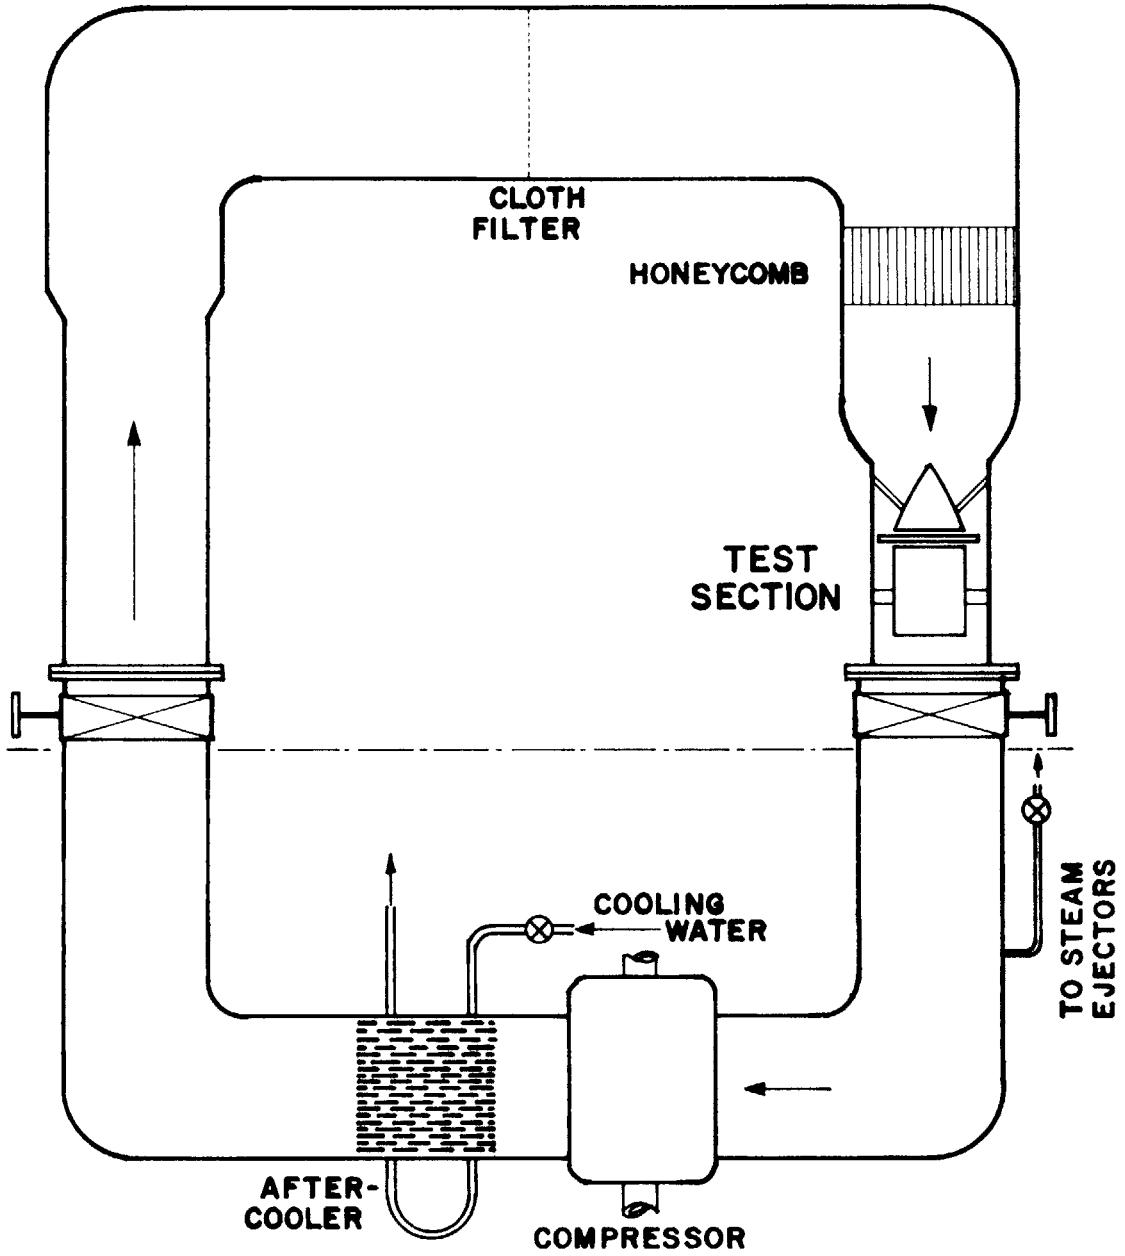 CLOTH
FILTER
HONEYCOMB
TEST
SECTION
COOLING
WATER
TO STEAM
EJECTORS
AFTER-
COOLER
COMPRESSOR